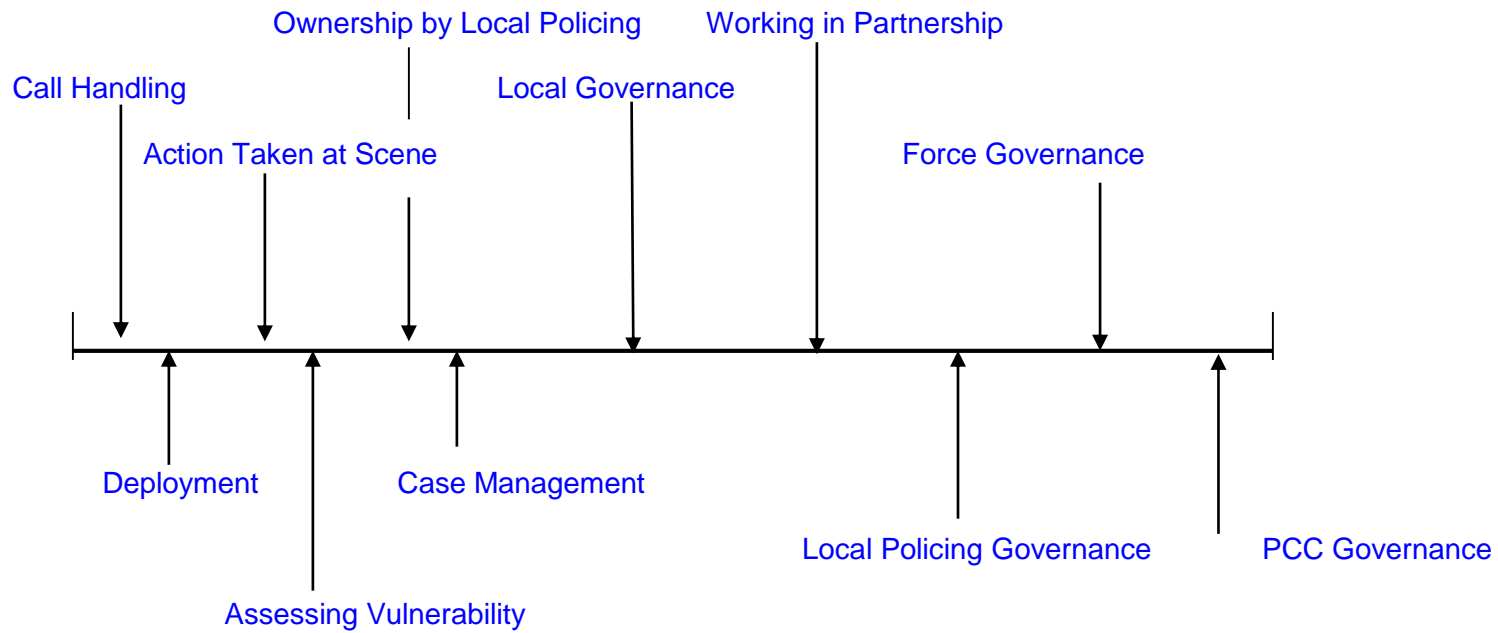 Ownership by Local Policing
Working in Partnership
Call Handling
Local Governance
Action Taken at Scene
Force Governance
Deployment
Case Management
Local Policing Governance
PCC Governance
Assessing Vulnerability